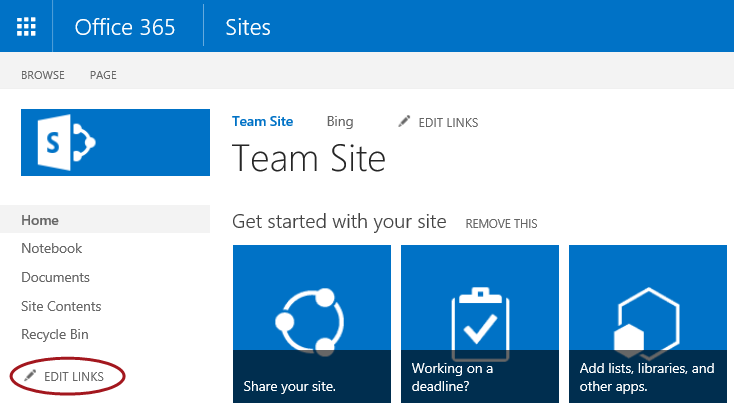 Office 365
Sites
BROWSE
PAGE
S
Team Site
Bing
EDIT LINKS
Team Site
Home
Notebook
Documents
Site Contents
Recycle Bin
EDIT LINKS
Get started with your site
REMOVE THIS
Share your site.
Working on a
deadline?
Add lists, libraries, and
other apps.